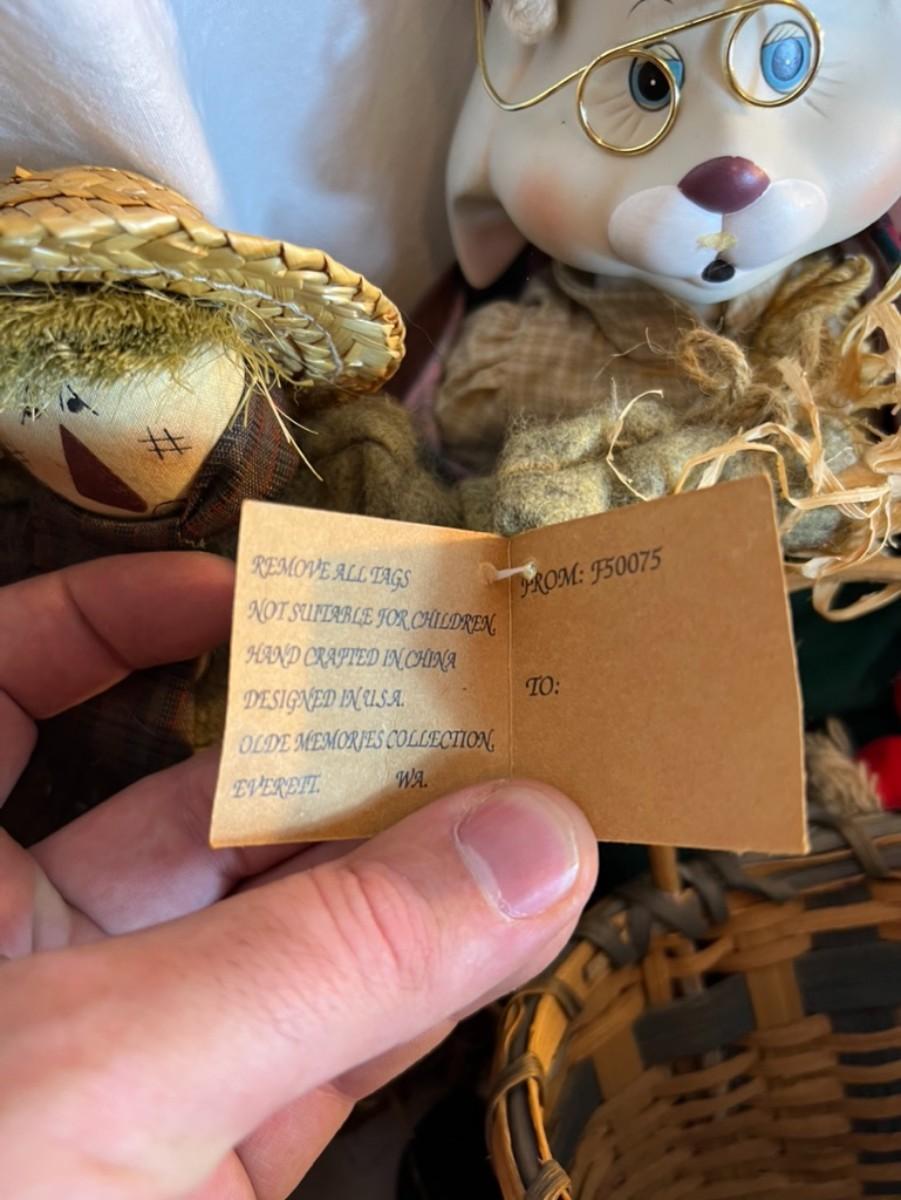 REMOVE ALL TAGS
NOT SUITABLE FOR CHILDREN,
HAND CRAFTED IN CHINA
DESIGNED IN U.S.A.
OLDE MEMORIES COLLECTION,
EVERETT. WA.
FROM: F50075
TO: